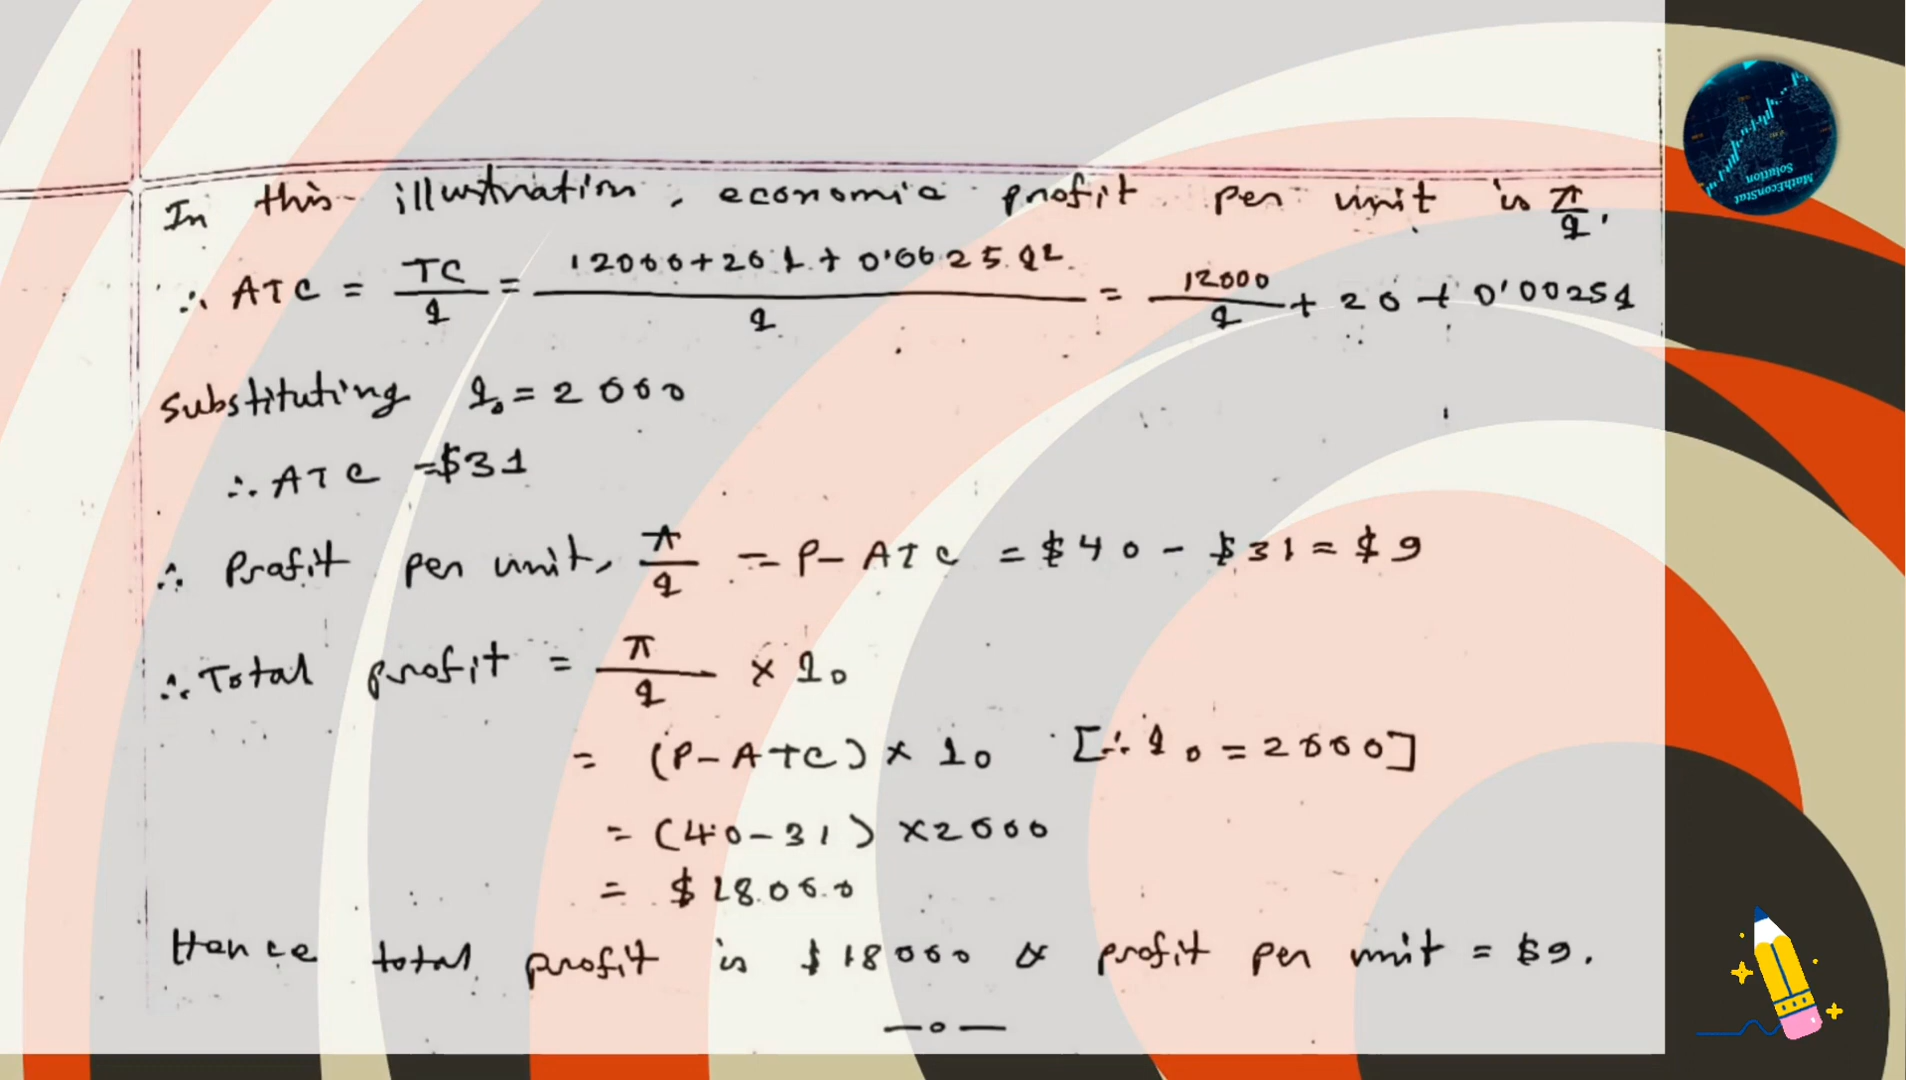 In this illustration, economic profit per unit is π/q.
∴ ATC = TC/q = 12000+20q+0.0025q²/q = 12000/q + 20 + 0.0025q
Substituting q₀ = 2000
∴ ATC = $31
∴ Profit per unit, π/q = P - ATC = $40 - $31 = $9
∴ Total profit = π/q × q₀
= (P-ATC) × q₀ [∴ q₀ = 2000]
= (40-31) × 2000
= $18000
Hence total profit is $18000 & profit per unit = $9.
MathEconStat
Solution